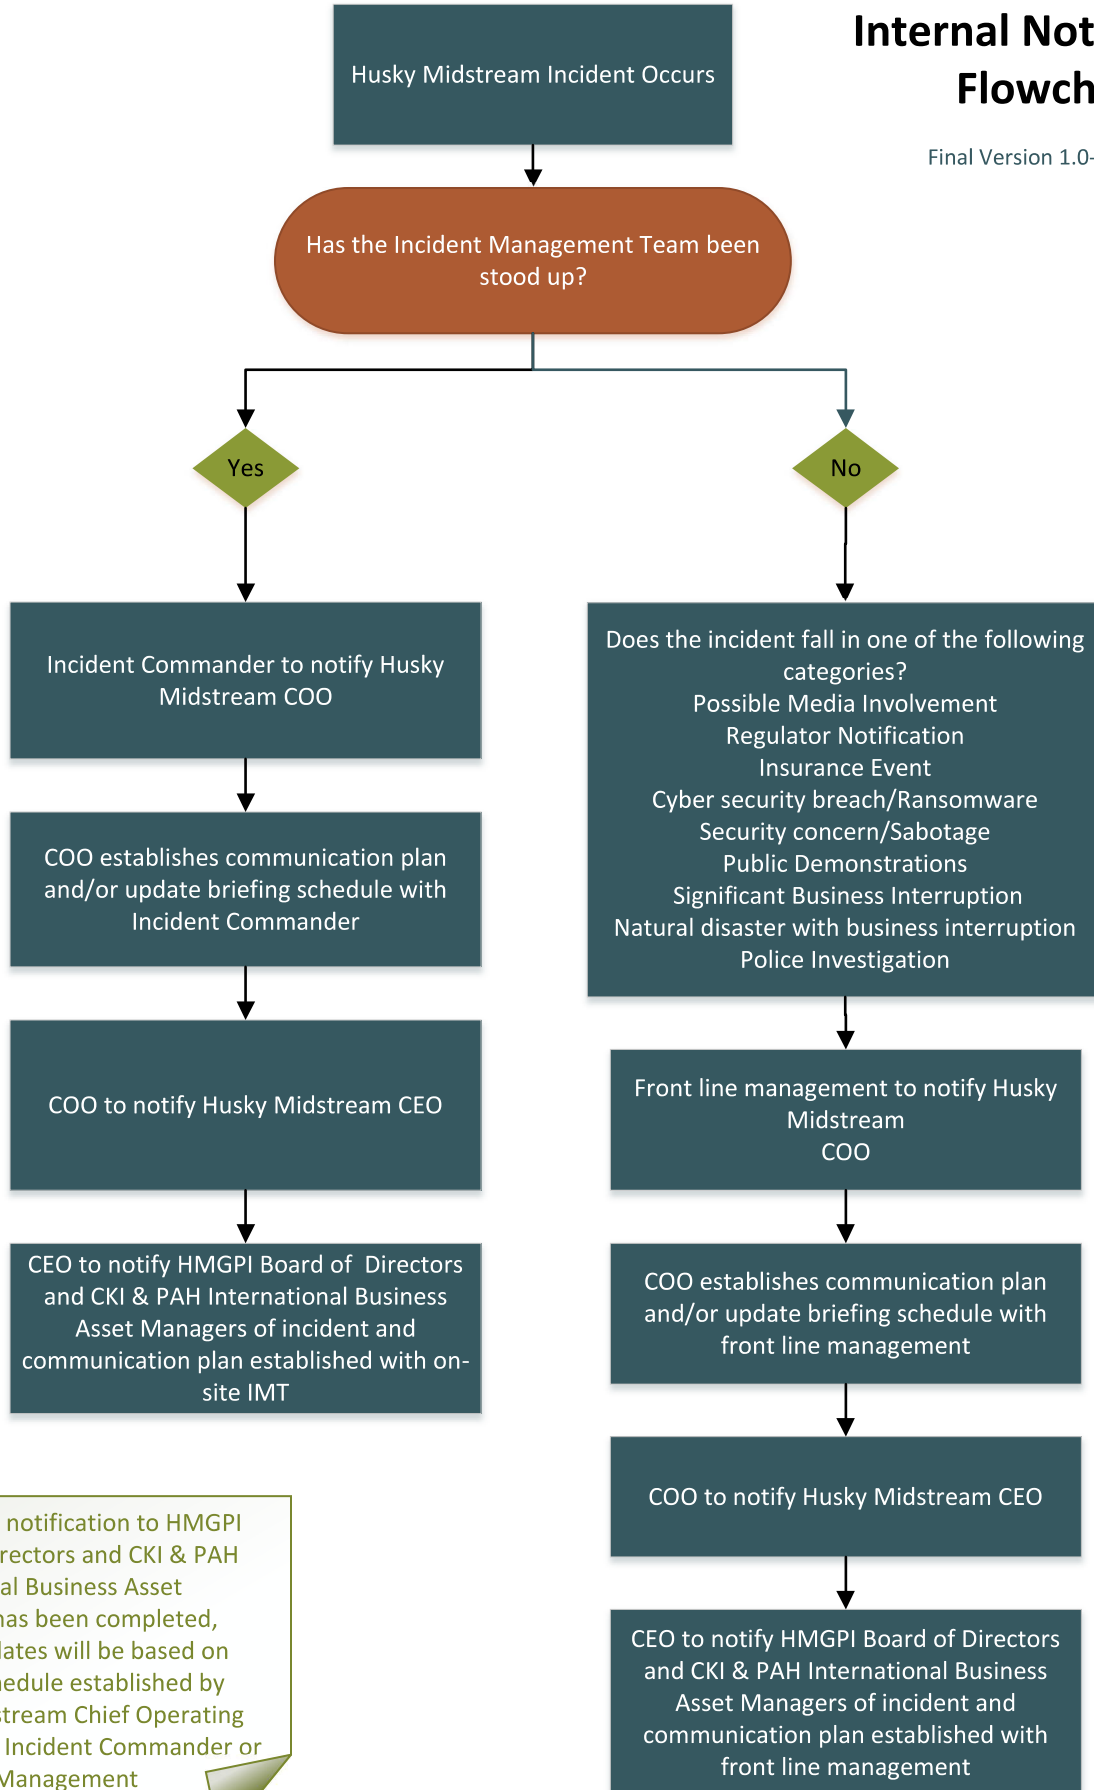 Husky Midstream Incident Occurs
Internal Not
Flowch
Final Version 1.0-
Has the Incident Management Team been
stood up?
Yes
No
Incident Commander to notify Husky
Midstream COO
COO establishes communication plan
and/or update briefing schedule with
Incident Commander
COO to notify Husky Midstream CEO
CEO to notify HMGPI Board of  Directors
and CKI & PAH International Business
Asset Managers of incident and
communication plan established with on-
site IMT
Does the incident fall in one of the following
categories?
Possible Media Involvement
Regulator Notification
Insurance Event
Cyber security breach/Ransomware
Security concern/Sabotage
Public Demonstrations
Significant Business Interruption
Natural disaster with business interruption
Police Investigation
Front line management to notify Husky
Midstream
COO
COO establishes communication plan
and/or update briefing schedule with
front line management
COO to notify Husky Midstream CEO
CEO to notify HMGPI Board of Directors
and CKI & PAH International Business
Asset Managers of incident and
communication plan established with
front line management
notification to HMGPI
rectors and CKI & PAH
al Business Asset
has been completed,
dates will be based on
hedule established by
stream Chief Operating
Incident Commander or
Management